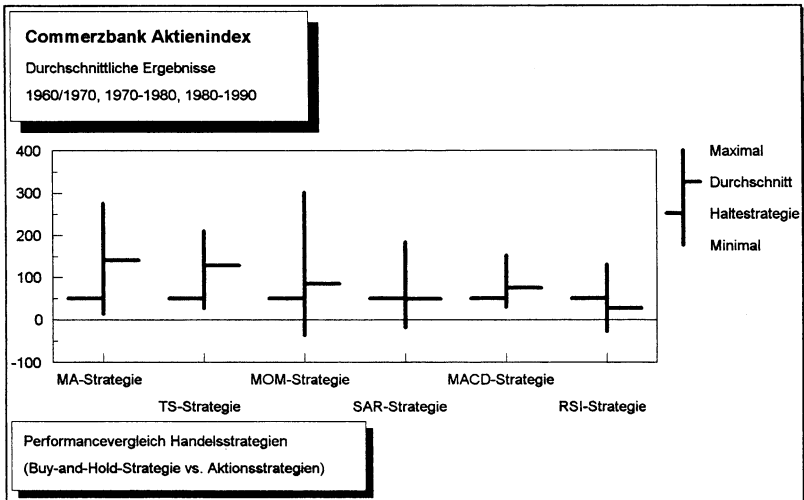 Commerzbank Aktienindex
Durchschnittliche Ergebnisse
1960/1970, 1970-1980, 1980-1990
400
300
200
100
0
-100
Maximal
Durchschnitt
Haltestrategie
Minimal
MA-Strategie
MOM-Strategie
MACD-Strategie
TS-Strategie
SAR-Strategie
RSI-Strategie
Performancevergleich Handelsstrategien
(Buy-and-Hold-Strategie vs. Aktionsstrategien)